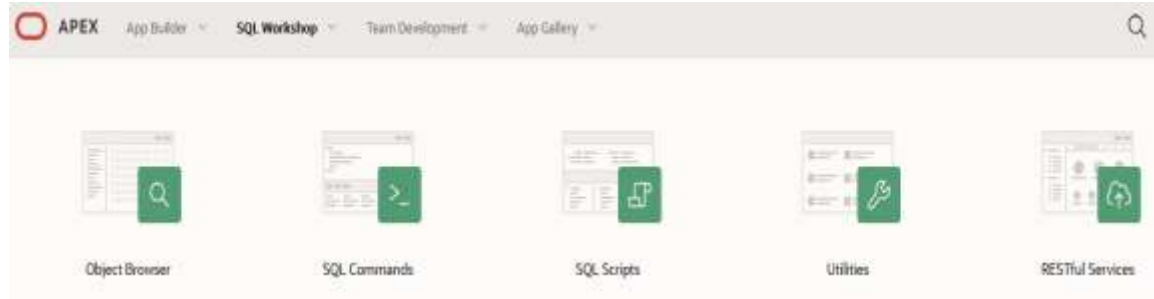 APEX App Builder SQL Workshop Team Development App Gallery
Object Browser SQL Commands SQL Scripts Utilities RESTful Services